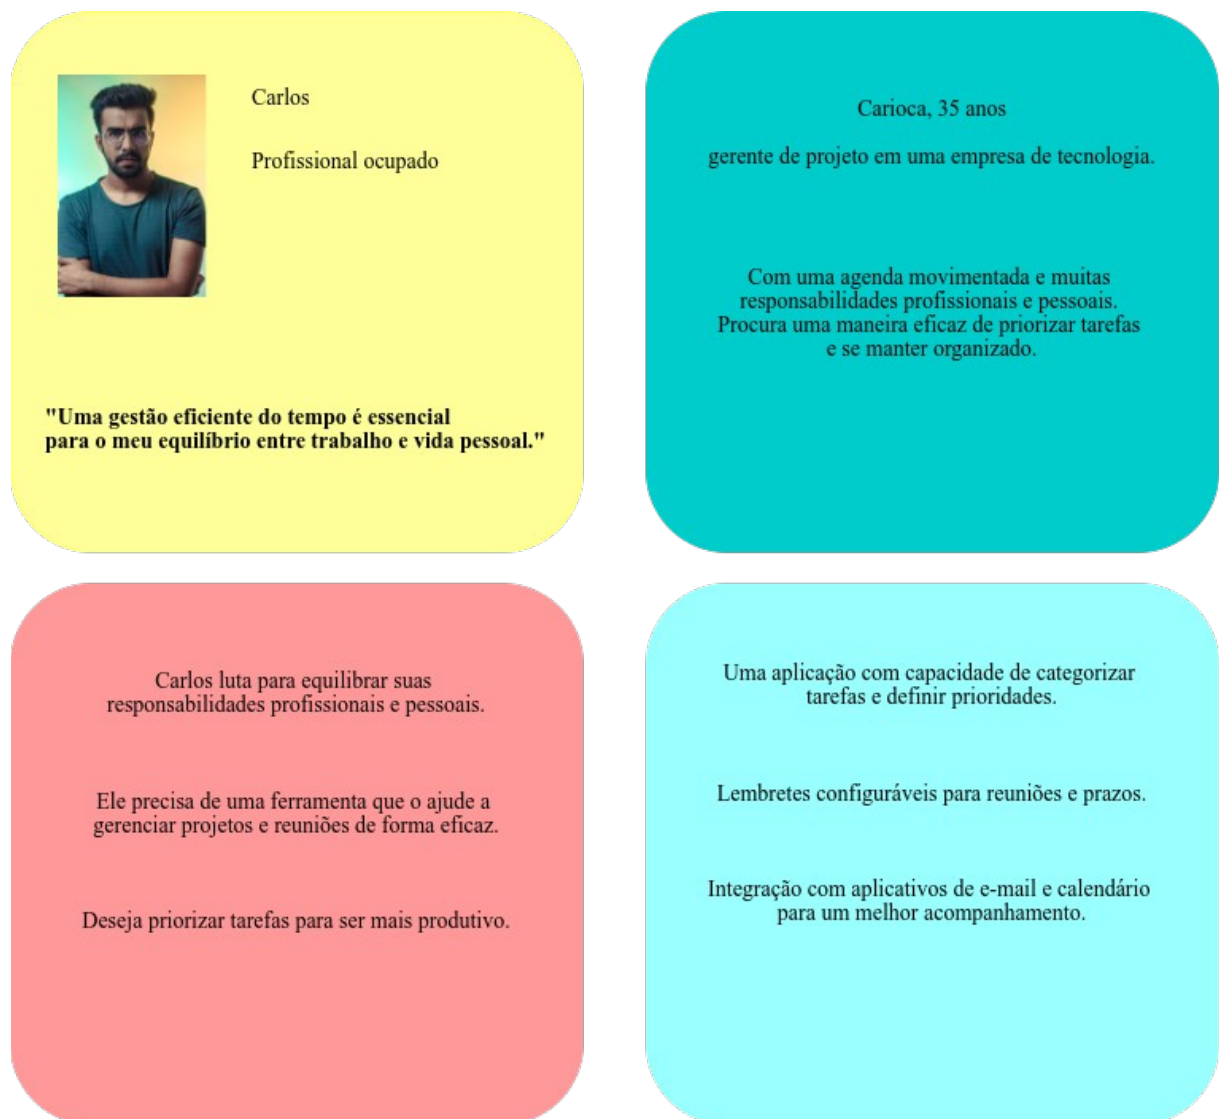 Carlos
Profissional ocupado
"Uma gestão eficiente do tempo é essencial
para o meu equilíbrio entre trabalho e vida pessoal."
Carioca, 35 anos
gerente de projeto em uma empresa de tecnologia.
Com uma agenda movimentada e muitas
responsabilidades profissionais e pessoais.
Procura uma maneira eficaz de priorizar tarefas
e se manter organizado.
Carlos luta para equilibrar suas
responsabilidades profissionais e pessoais.
Ele precisa de uma ferramenta que o ajude a
gerenciar projetos e reuniões de forma eficaz.
Deseja priorizar tarefas para ser mais produtivo.
Uma aplicação com capacidade de categorizar
tarefas e definir prioridades.
Lembretes configuráveis para reuniões e prazos.
Integração com aplicativos de e-mail e calendário
para um melhor acompanhamento.